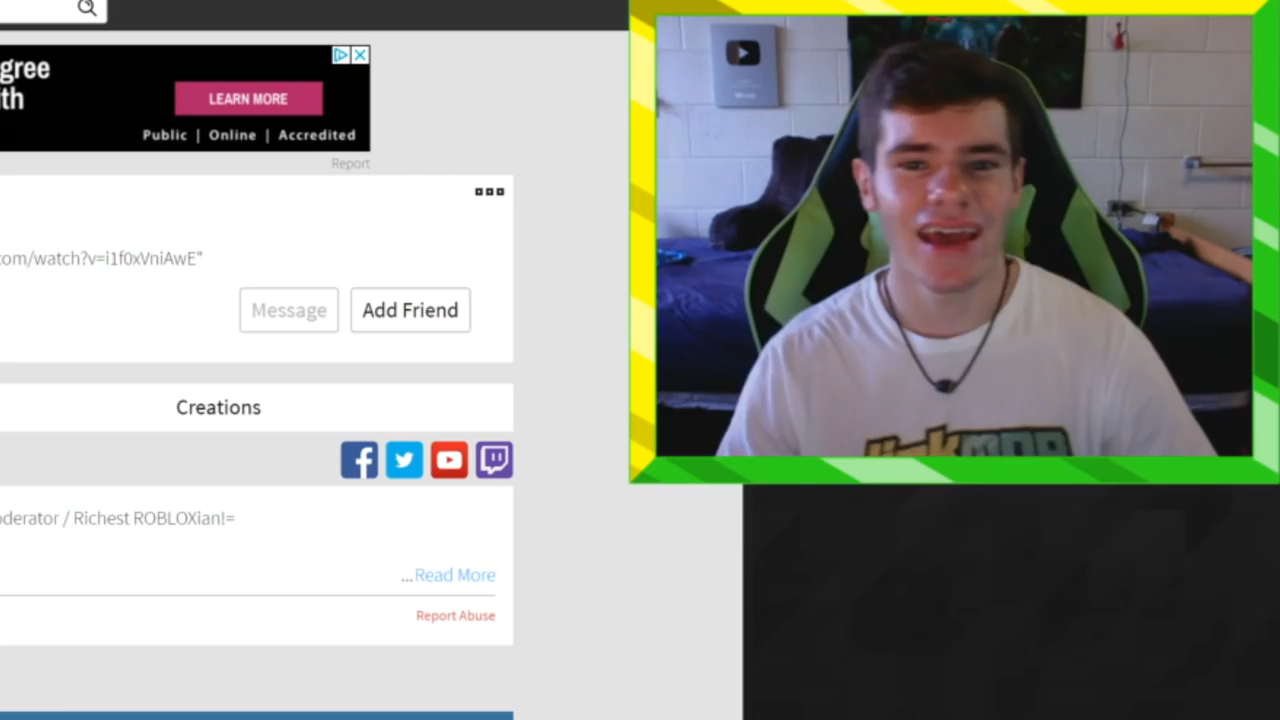 gree
ith
LEARN MORE
Public | Online | Accredited
Report
com/watch?v=i1f0xVniAwE"
Message
Add Friend
Creations
oderator / Richest ROBLOXian!=
...Read More
Report Abuse